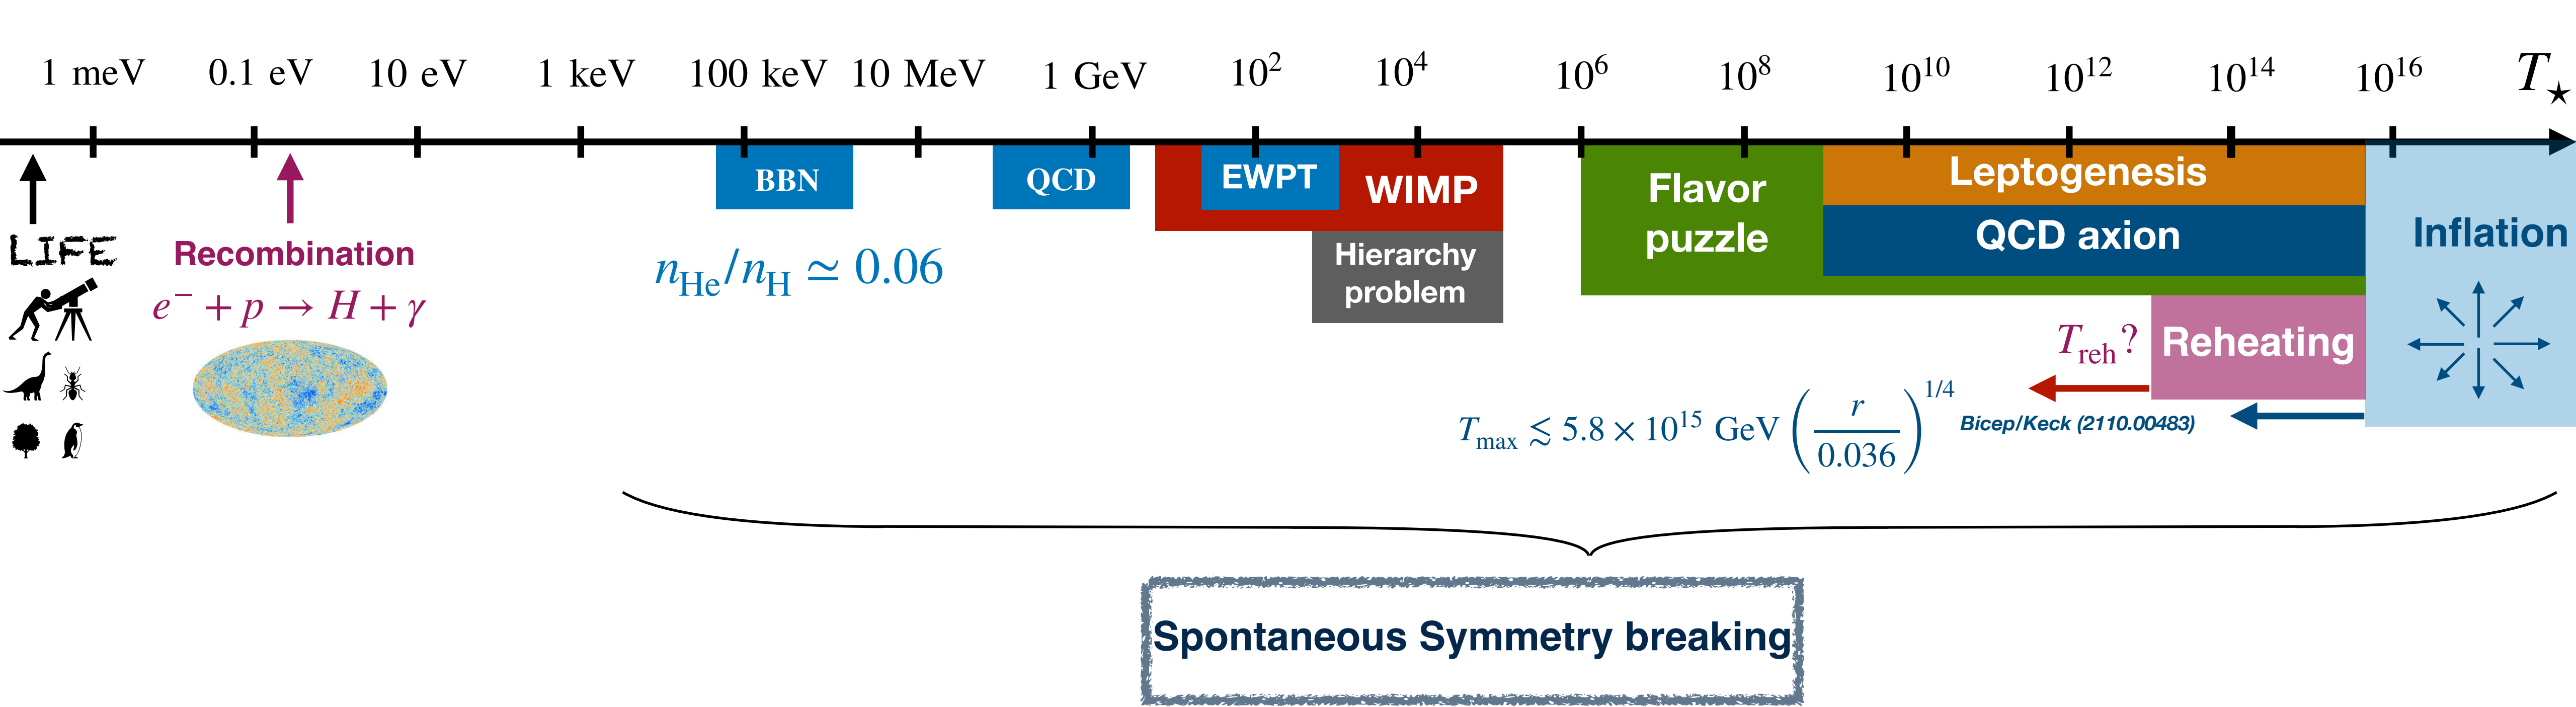 1 meV 0.1 eV 10 eV 1 keV 100 keV 10 MeV 1 GeV 10² 10⁴ 10⁶ 10⁸ 10¹⁰ 10¹² 10¹⁴ 10¹⁶ T⋆
BBN QCD EWPT WIMP
Flavor
puzzle
Leptogenesis
QCD axion
Inflation
LIFE
Recombination
e⁻ + p → H + γ
n_He/n_H ≃ 0.06
Hierarchy
problem
T_reh?
Reheating
T_max ≲ 5.8 × 10¹⁵ GeV (r/0.036)^1/4
Bicep/Keck (2110.00483)
Spontaneous Symmetry breaking